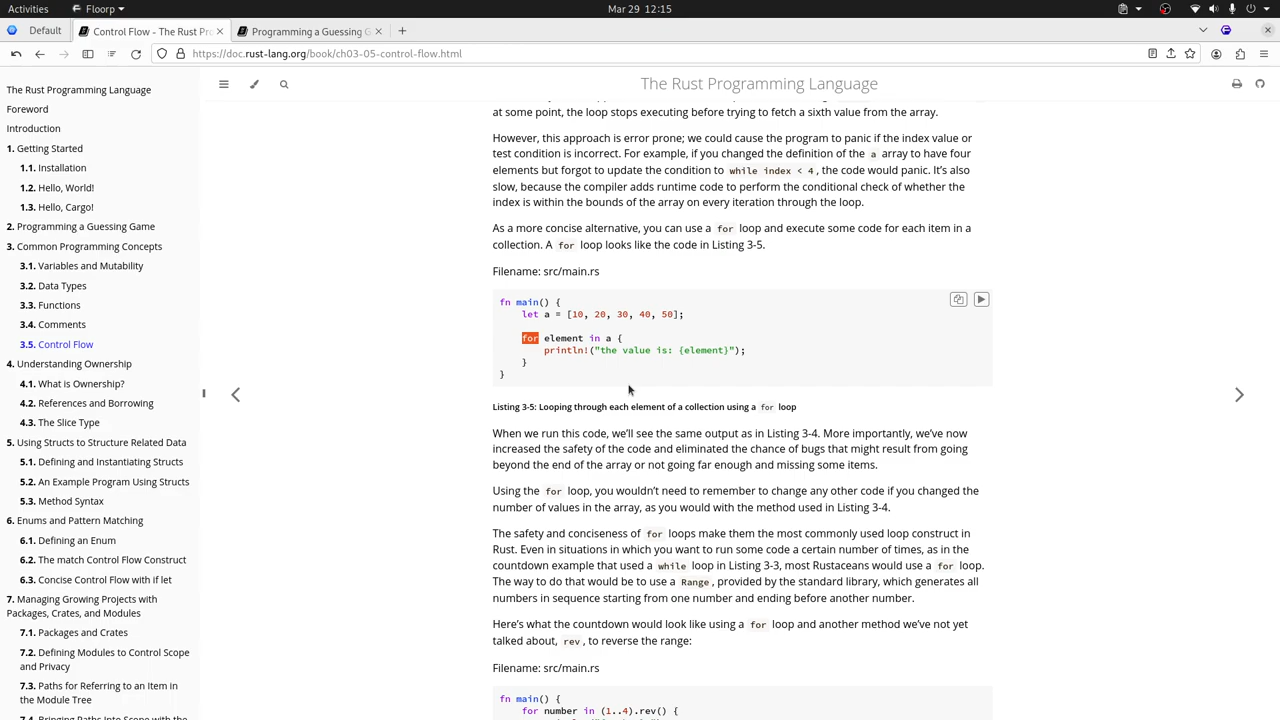 Activities
Floorp
Mar 29 12:15
Default
Control Flow - The Rust Pr
Programming a Guessing G
https://doc.rust-lang.org/book/ch03-05-control-flow.html
The Rust Programming Language
Foreword
Introduction
1. Getting Started
1.1. Installation
1.2. Hello, World!
1.3. Hello, Cargo!
2. Programming a Guessing Game
3. Common Programming Concepts
3.1. Variables and Mutability
3.2. Data Types
3.3. Functions
3.4. Comments
3.5. Control Flow
4. Understanding Ownership
4.1. What is Ownership?
4.2. References and Borrowing
4.3. The Slice Type
5. Using Structs to Structure Related Data
5.1. Defining and Instantiating Structs
5.2. An Example Program Using Structs
5.3. Method Syntax
6. Enums and Pattern Matching
6.1. Defining an Enum
6.2. The match Control Flow Construct
6.3. Concise Control Flow with if let
7. Managing Growing Projects with
Packages, Crates, and Modules
7.1. Packages and Crates
7.2. Defining Modules to Control Scope
and Privacy
7.3. Paths for Referring to an Item in
the Module Tree
7.4. Bringing Paths Into Scope with the
The Rust Programming Language
at some point, the loop stops executing before trying to fetch a sixth value from the array.
However, this approach is error prone; we could cause the program to panic if the index value or
test condition is incorrect. For example, if you changed the definition of the a array to have four
elements but forgot to update the condition to while index < 4, the code would panic. It's also
slow, because the compiler adds runtime code to perform the conditional check of whether the
index is within the bounds of the array on every iteration through the loop.
As a more concise alternative, you can use a for loop and execute some code for each item in a
collection. A for loop looks like the code in Listing 3-5.
Filename: src/main.rs
fn main() {
let a = [10, 20, 30, 40, 50];
for element in a {
println!("the value is: {element}");
}
}
Listing 3-5: Looping through each element of a collection using a for loop
When we run this code, we'll see the same output as in Listing 3-4. More importantly, we've now
increased the safety of the code and eliminated the chance of bugs that might result from going
beyond the end of the array or not going far enough and missing some items.
Using the for loop, you wouldn't need to remember to change any other code if you changed the
number of values in the array, as you would with the method used in Listing 3-4.
The safety and conciseness of for loops make them the most commonly used loop construct in
Rust. Even in situations in which you want to run some code a certain number of times, as in the
countdown example that used a while loop in Listing 3-3, most Rustaceans would use a for loop.
The way to do that would be to use a Range, provided by the standard library, which generates all
numbers in sequence starting from one number and ending before another number.
Here's what the countdown would look like using a for loop and another method we've not yet
talked about, rev, to reverse the range:
Filename: src/main.rs
fn main() {
for number in (1..4).rev() {